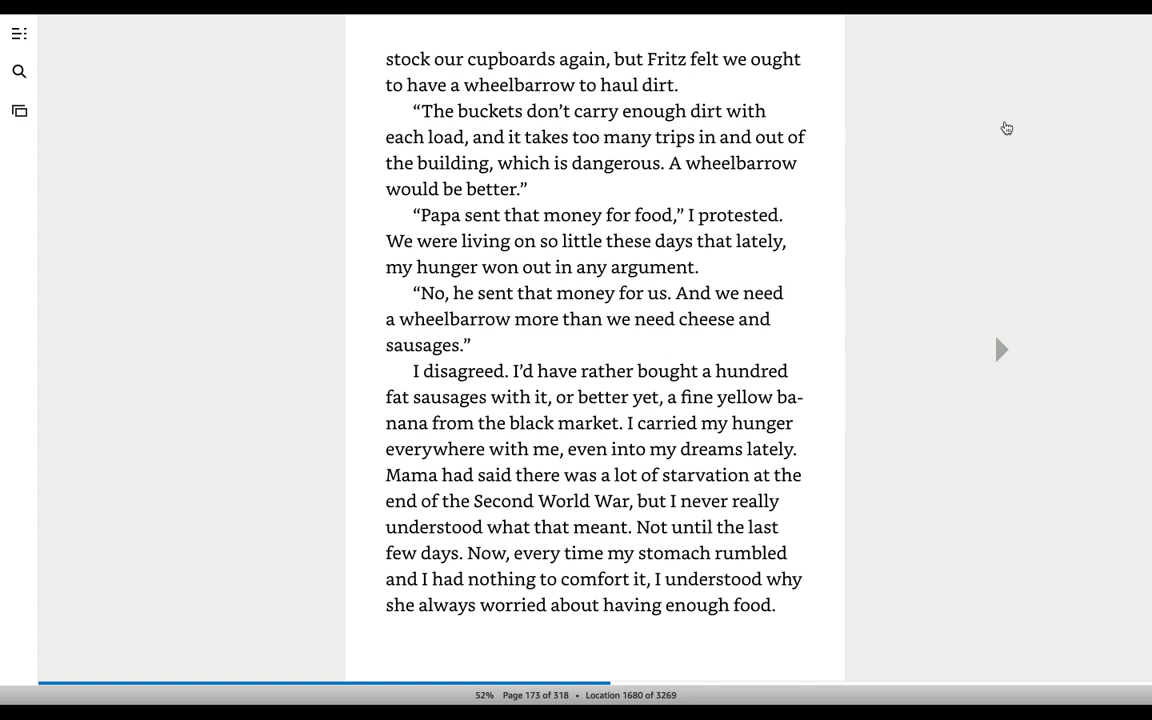 stock our cupboards again, but Fritz felt we ought
to have a wheelbarrow to haul dirt.
“The buckets don’t carry enough dirt with
each load, and it takes too many trips in and out of
the building, which is dangerous. A wheelbarrow
would be better.”
“Papa sent that money for food,” I protested.
We were living on so little these days that lately,
my hunger won out in any argument.
“No, he sent that money for us. And we need
a wheelbarrow more than we need cheese and
sausages.”
I disagreed. I’d have rather bought a hundred
fat sausages with it, or better yet, a fine yellow ba-
nana from the black market. I carried my hunger
everywhere with me, even into my dreams lately.
Mama had said there was a lot of starvation at the
end of the Second World War, but I never really
understood what that meant. Not until the last
few days. Now, every time my stomach rumbled
and I had nothing to comfort it, I understood why
she always worried about having enough food.
52% Page 173 of 318 • Location 1680 of 3269